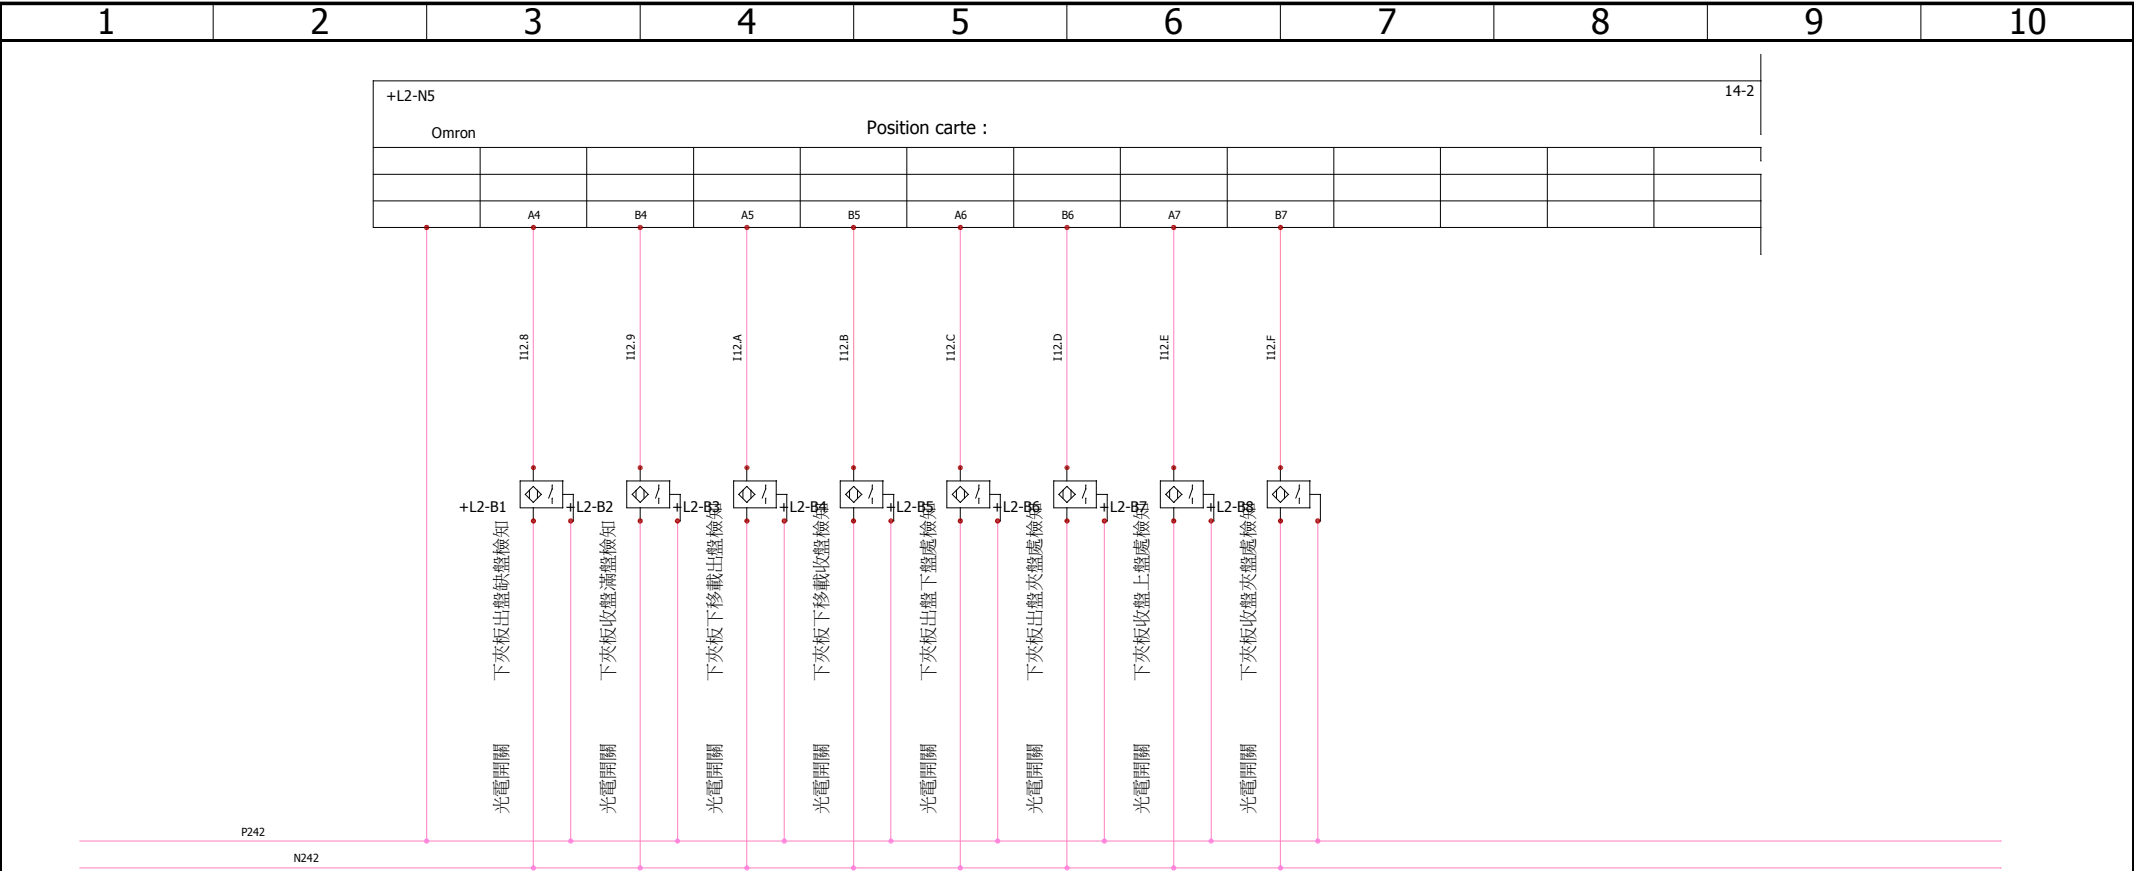 1 2 3 4 5 6 7 8 9 10
+L2-N5 14-2
Omron Position carte :
A4 B4 A5 B5 A6 B6 A7 B7
I12.8 I12.9 I12.A I12.B I12.C I12.D I12.E I12.F
+L2-B1 +L2-B2 +L2-B3 +L2-B4 +L2-B5 +L2-B6 +L2-B7 +L2-B8
下夾板出盤缺盤檢知
下夾板收盤滿盤檢知
下夾板下移載出盤檢知
下夾板下移載收盤檢知
下夾板出盤下盤處檢知
下夾板出盤夾盤處檢知
下夾板收盤上盤處檢知
下夾板收盤夾盤處檢知
光電開關
光電開關
光電開關
光電開關
光電開關
光電開關
光電開關
光電開關
P242
N242